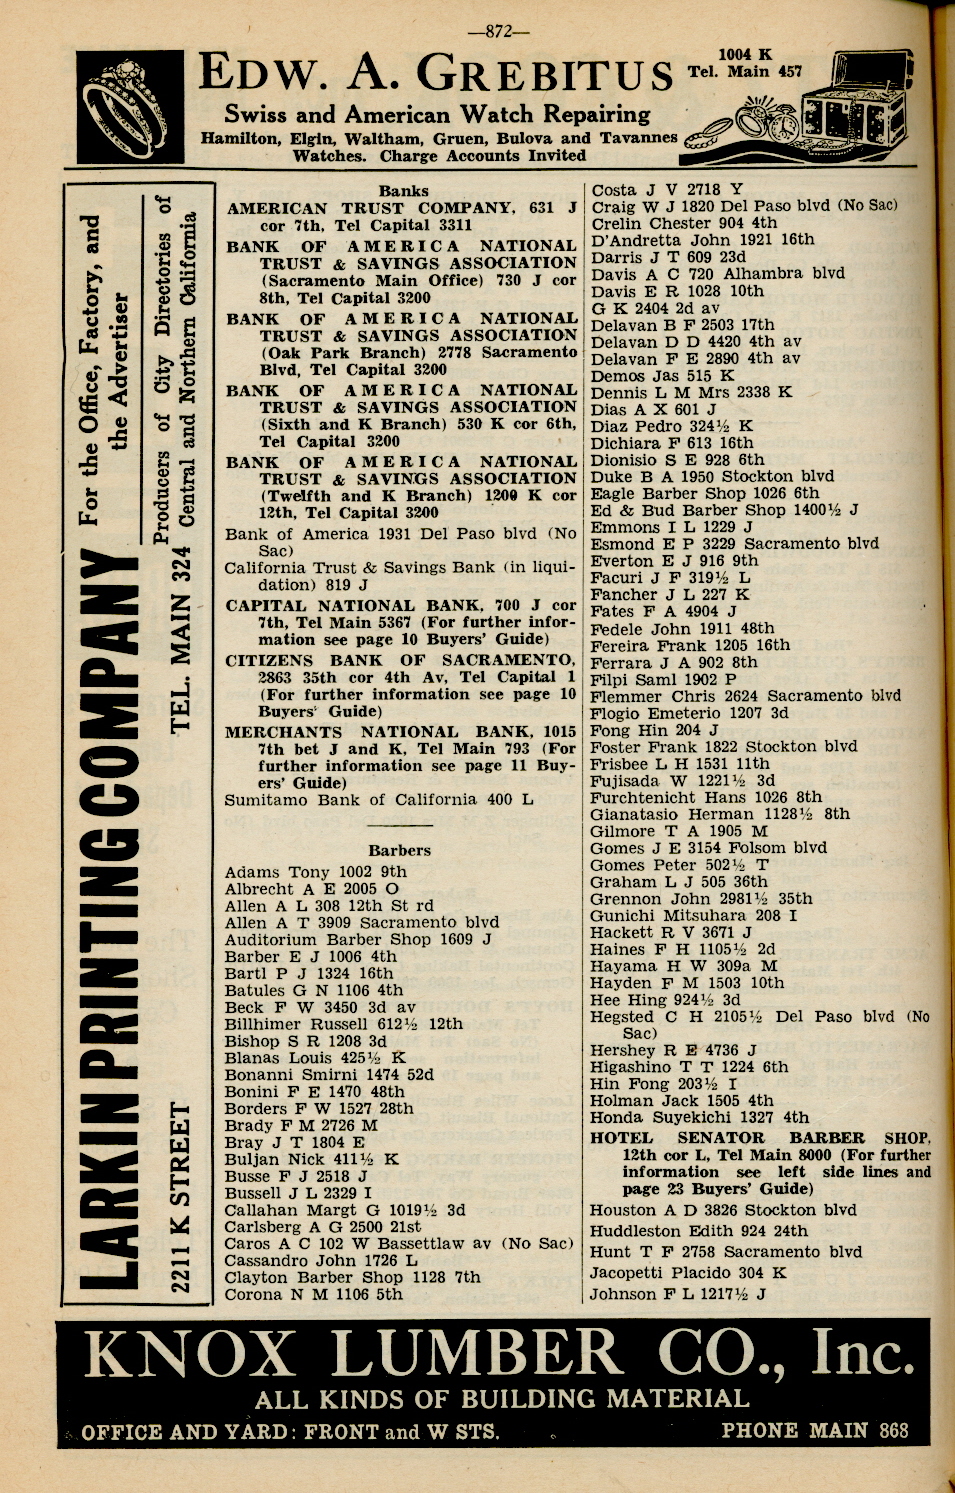 —872—
EDW. A. GREBITUS
1004 K
Tel. Main 457
Swiss and American Watch Repairing
Hamilton, Elgin, Waltham, Gruen, Bulova and Tavannes
Watches. Charge Accounts Invited
LARKIN PRINTING COMPANY
For the Office, Factory, and
the Advertiser
Producers of City Directories of
Central and Northern California
2211 K STREET
TEL. MAIN 324
Banks
AMERICAN TRUST COMPANY, 631 J
cor 7th, Tel Capital 3311
BANK OF AMERICA NATIONAL
TRUST & SAVINGS ASSOCIATION
(Sacramento Main Office) 730 J cor
8th, Tel Capital 3200
BANK OF AMERICA NATIONAL
TRUST & SAVINGS ASSOCIATION
(Oak Park Branch) 2778 Sacramento
Blvd, Tel Capital 3200
BANK OF AMERICA NATIONAL
TRUST & SAVINGS ASSOCIATION
(Sixth and K Branch) 530 K cor 6th,
Tel Capital 3200
BANK OF AMERICA NATIONAL
TRUST & SAVINGS ASSOCIATION
(Twelfth and K Branch) 1200 K cor
12th, Tel Capital 3200
Bank of America 1931 Del Paso blvd (No
Sac)
California Trust & Savings Bank (in liqui-
dation) 819 J
CAPITAL NATIONAL BANK, 700 J cor
7th, Tel Main 5367 (For further infor-
mation see page 10 Buyers' Guide)
CITIZENS BANK OF SACRAMENTO,
2863 35th cor 4th Av, Tel Capital 1
(For further information see page 10
Buyers' Guide)
MERCHANTS NATIONAL BANK, 1015
7th bet J and K, Tel Main 793 (For
further information see page 11 Buy-
ers' Guide)
Sumitamo Bank of California 400 L
Barbers
Adams Tony 1002 9th
Albrecht A E 2005 O
Allen A L 308 12th St rd
Allen A T 3909 Sacramento blvd
Auditorium Barber Shop 1609 J
Barber E J 1006 4th
Bartl P J 1324 16th
Batules G N 1106 4th
Beck F W 3450 3d av
Billhimer Russell 612½ 12th
Bishop S R 1208 3d
Blanas Louis 425½ K
Bonanni Smirni 1474 52d
Bonini F E 1470 48th
Borders F W 1527 28th
Brady F M 2726 M
Bray J T 1804 E
Buljan Nick 411½ K
Busse F J 2518 J
Bussell J L 2329 I
Callahan Margt G 1019½ 3d
Carlsberg A G 2500 21st
Caros A C 102 W Bassettlaw av (No Sac)
Cassandro John 1726 L
Clayton Barber Shop 1128 7th
Corona N M 1106 5th
Costa J V 2718 Y
Craig W J 1820 Del Paso blvd (No Sac)
Crelin Chester 904 4th
D'Andretta John 1921 16th
Darris J T 609 23d
Davis A C 720 Alhambra blvd
Davis E R 1028 10th
G K 2404 2d av
Delavan B F 2503 17th
Delavan D D 4420 4th av
Delavan F E 2890 4th av
Demos Jas 515 K
Dennis L M Mrs 2338 K
Dias A X 601 J
Diaz Pedro 324½ K
Dichiara F 613 16th
Dionisio S E 928 6th
Duke B A 1950 Stockton blvd
Eagle Barber Shop 1026 6th
Ed & Bud Barber Shop 1400½ J
Emmons I L 1229 J
Esmond E P 3229 Sacramento blvd
Everton E J 916 9th
Facuri J F 319½ L
Fancher J L 227 K
Fates F A 4904 J
Fedele John 1911 48th
Fereira Frank 1205 16th
Ferrara J A 902 8th
Filpi Saml 1902 P
Flemmer Chris 2624 Sacramento blvd
Flogio Emeterio 1207 3d
Fong Hin 204 J
Foster Frank 1822 Stockton blvd
Frisbee L H 1531 11th
Fujisada W 1221½ 3d
Furchtenicht Hans 1026 8th
Gianatasio Herman 1128½ 8th
Gilmore T A 1905 M
Gomes J E 3154 Folsom blvd
Gomes Peter 502½ T
Graham L J 505 36th
Grennon John 2981½ 35th
Gunichi Mitsuhara 208 I
Hackett R V 3671 J
Haines F H 1105½ 2d
Hayama H W 309a M
Hayden F M 1503 10th
Hee Hing 924½ 3d
Hegsted C H 2105½ Del Paso blvd (No
Sac)
Hershey R E 4736 J
Higashino T T 1224 6th
Hin Fong 203½ I
Holman Jack 1505 4th
Honda Suyekichi 1327 4th
HOTEL SENATOR BARBER SHOP,
12th cor L, Tel Main 8000 (For further
information see left side lines and
page 23 Buyers' Guide)
Houston A D 3826 Stockton blvd
Huddleston Edith 924 24th
Hunt T F 2758 Sacramento blvd
Jacopetti Placido 304 K
Johnson F L 1217½ J
KNOX LUMBER CO., Inc.
ALL KINDS OF BUILDING MATERIAL
OFFICE AND YARD: FRONT and W STS.
PHONE MAIN 868